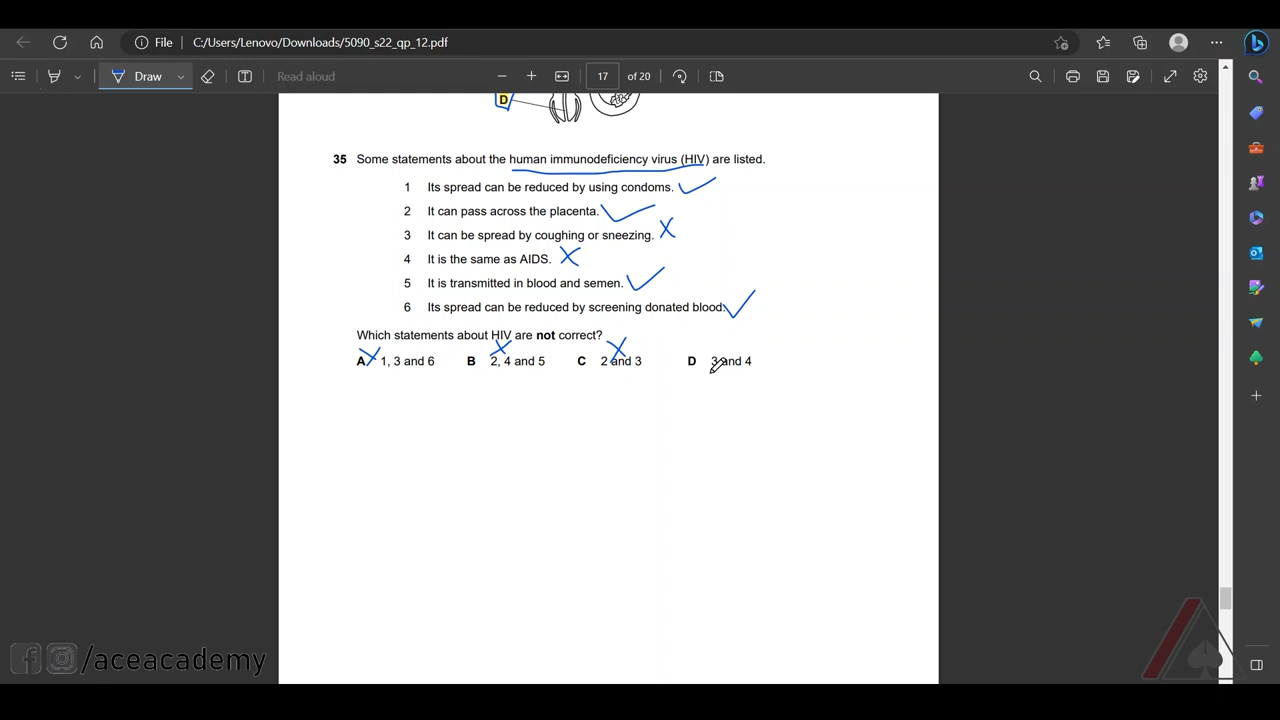 File
C:/Users/Lenovo/Downloads/5090_s22_qp_12.pdf
Draw
Read aloud
17
of 20
D
35 Some statements about the human immunodeficiency virus (HIV) are listed.
1 Its spread can be reduced by using condoms.
2 It can pass across the placenta.
3 It can be spread by coughing or sneezing.
4 It is the same as AIDS.
5 It is transmitted in blood and semen.
6 Its spread can be reduced by screening donated blood.
Which statements about HIV are not correct?
A 1, 3 and 6 B 2, 4 and 5 C 2 and 3 D 3 and 4
/aceacademy